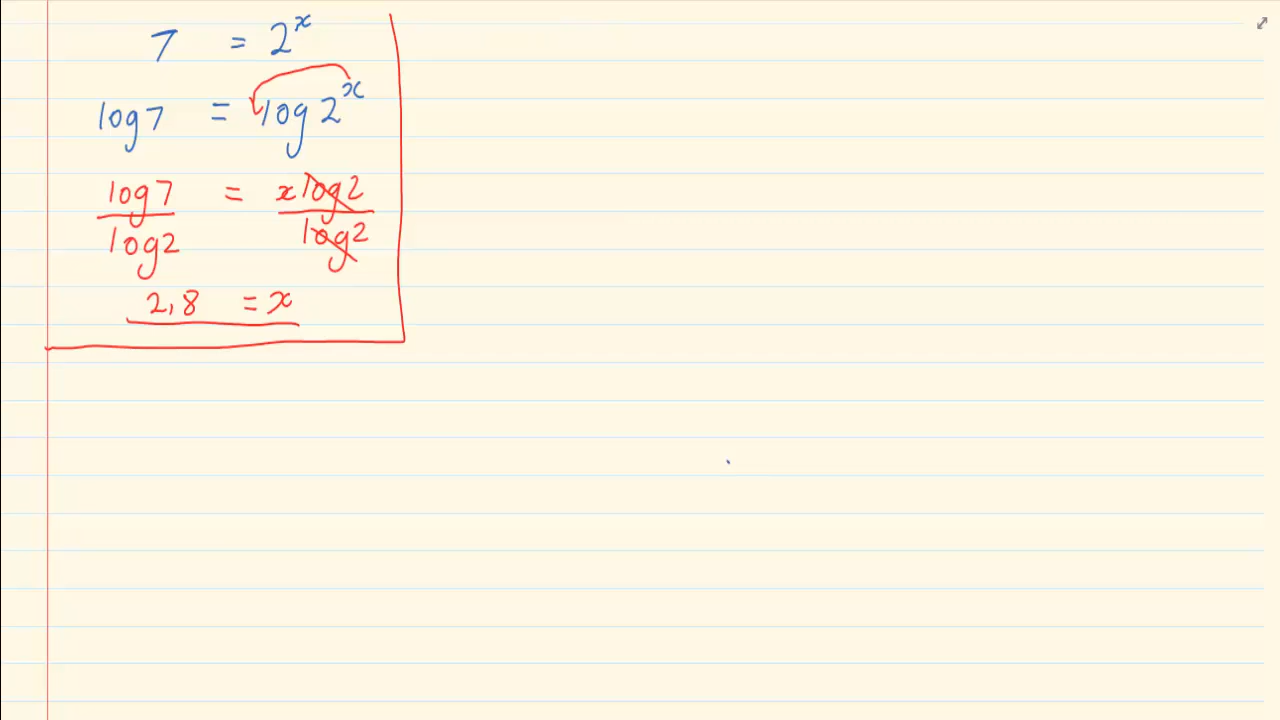 7 = 2^x
log7 = log2^x
log7/log2 = xlog2/log2
2,8 = x